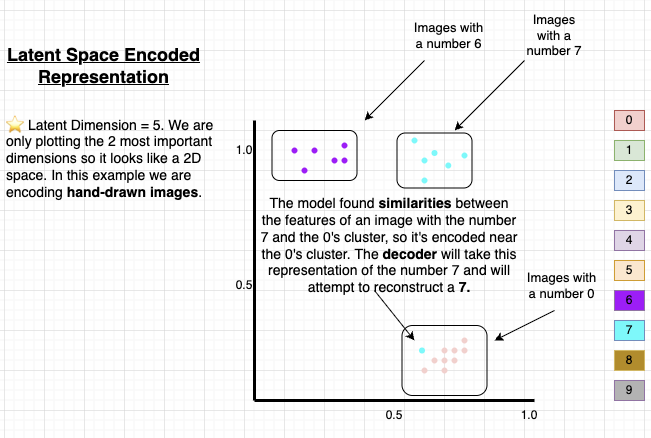 Latent Space Encoded
Representation
⭐ Latent Dimension = 5. We are
only plotting the 2 most important
dimensions so it looks like a 2D
space. In this example we are
encoding hand-drawn images.
Images with
a number 6
Images
with a
number 7
1.0
The model found similarities between
the features of an image with the number
7 and the 0's cluster, so it's encoded near
the 0's cluster. The decoder will take this
representation of the number 7 and will
attempt to reconstruct a 7.
0.5
Images with
a number 0
0.5
1.0
0
1
2
3
4
5
6
7
8
9